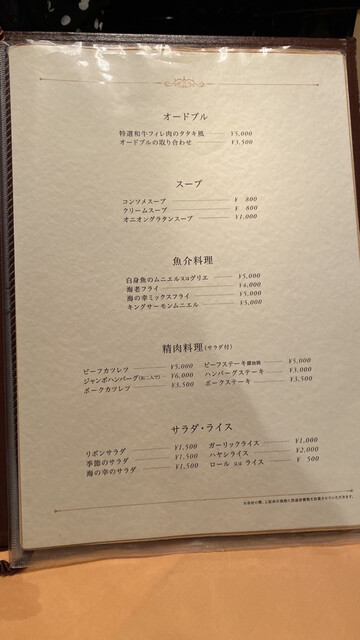 オードブル
特選和牛フィレ肉のタタキ風 ¥5,000
オードブルの取り合わせ ¥3,500
スープ
コンソメスープ ¥ 800
クリームスープ ¥ 800
オニオングラタンスープ ¥1,000
魚介料理
白身魚のムニエル又はグリエ ¥5,000
海老フライ ¥4,000
海の幸ミックスフライ ¥5,000
キングサーモンムニエル ¥5,000
精肉料理(サラダ付)
ビーフカツレツ ¥5,000 ビーフステーキ ¥5,000
ジャンボハンバーグ(お二人で) ¥6,000 ハンバーグステーキ ¥3,000
ポークカツレツ ¥3,500 ポークステーキ ¥3,500
サラダ・ライス
リボンサラダ ¥1,500 ガーリックライス ¥1,000
季節のサラダ ¥1,500 ハヤシライス ¥2,000
海の幸のサラダ ¥1,500 ロール 又は ライス ¥ 500